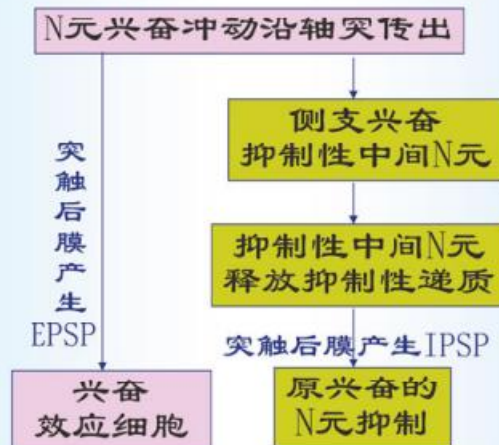 N元兴奋冲动沿轴突传出
侧支兴奋
抑制性中间N元
抑制性中间N元
释放抑制性递质
突触后膜产生
EPSP
突触后膜产生IPSP
兴奋
效应细胞
原兴奋的
N元抑制